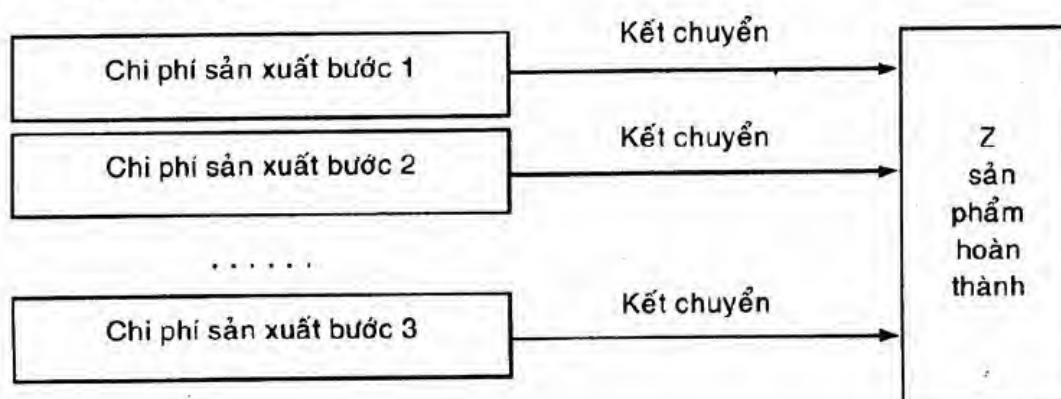 Kết chuyển
Chi phí sản xuất bước 1
Kết chuyển
Chi phí sản xuất bước 2
Z
sản
phẩm
hoàn
thành
......
Kết chuyển
Chi phí sản xuất bước 3